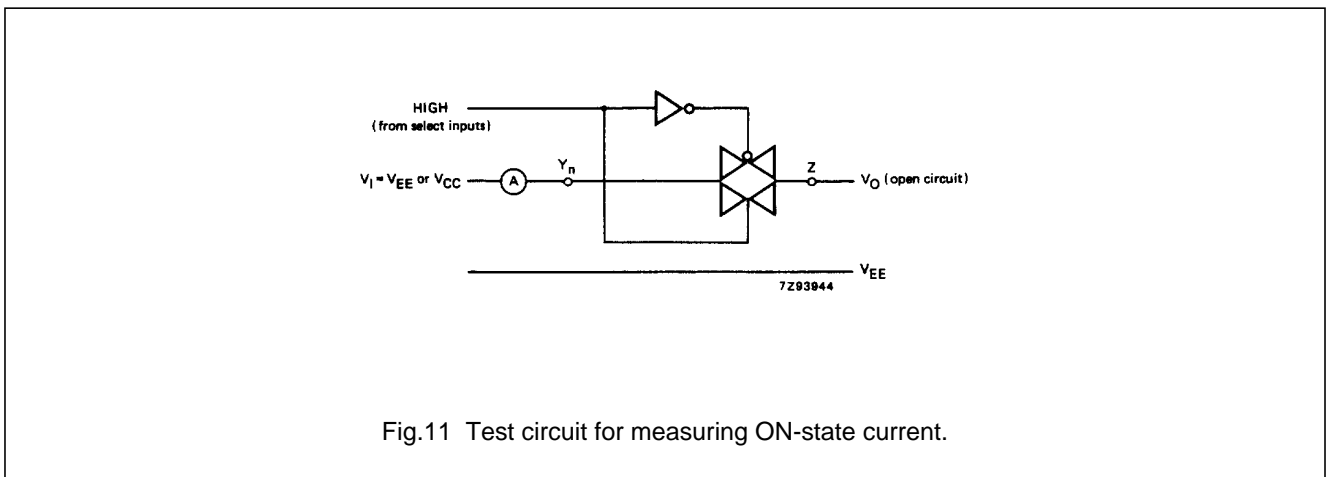 HIGH
(from select inputs)
V_I = V_EE or V_CC
A
Y_n
Z
V_O (open circuit)
V_EE
7Z93944
Fig.11 Test circuit for measuring ON-state current.